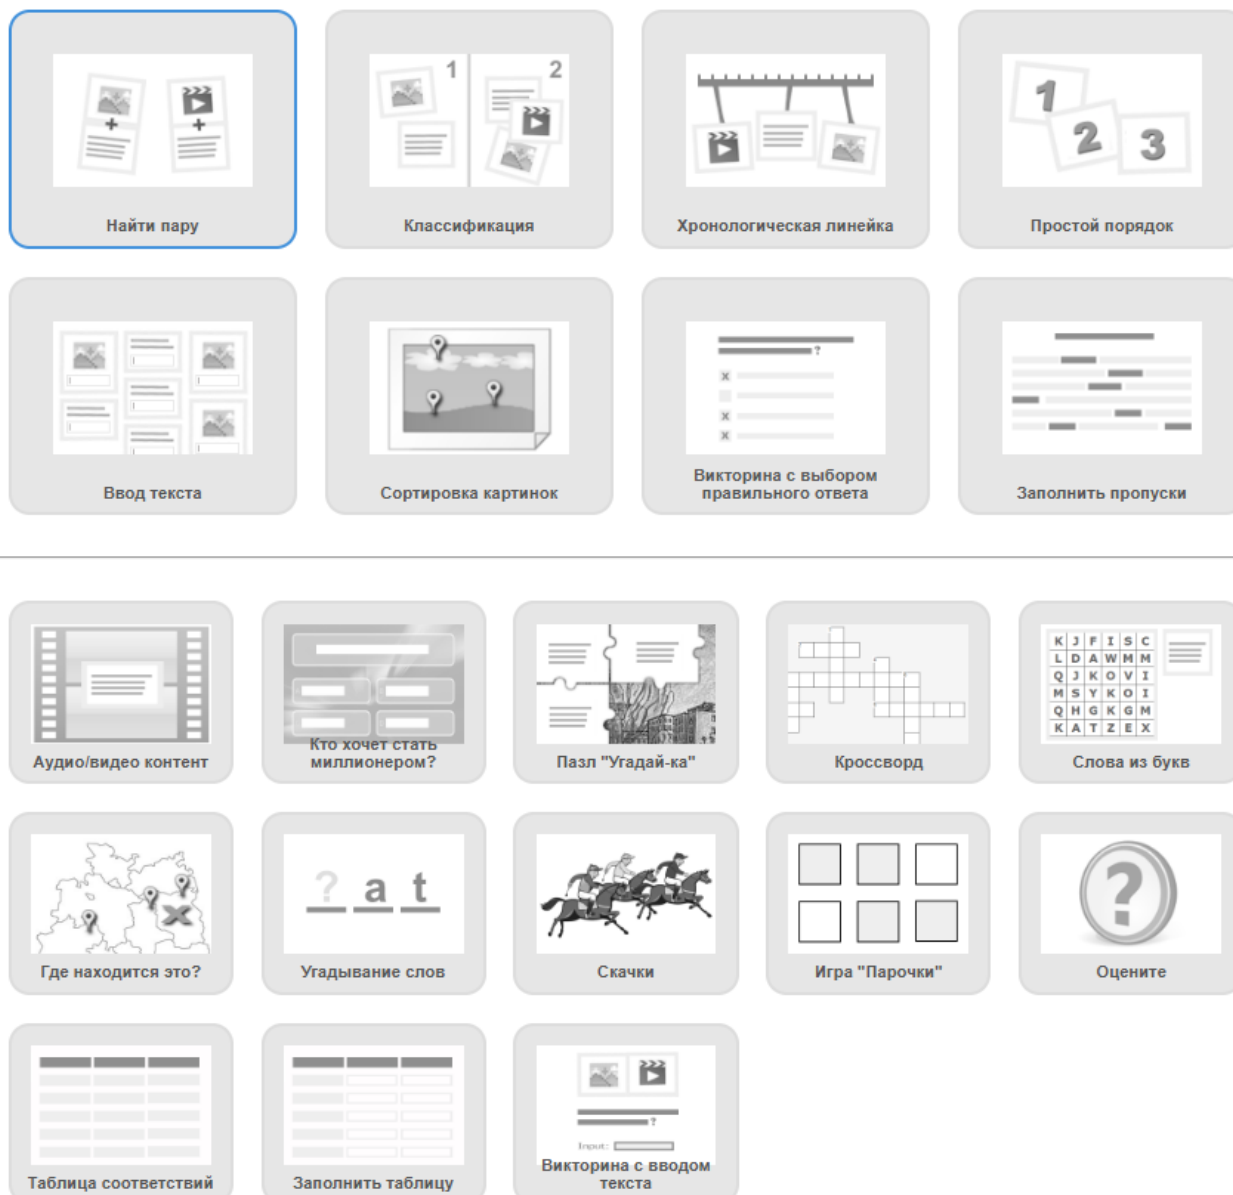 1
2
1
2
3
Найти пару
Классификация
Хронологическая линейка
Простой порядок
?
x
x
x
Ввод текста
Сортировка картинок
Викторина с выбором
правильного ответа
Заполнить пропуски
K J F I S C
L D A W M M
Q J K O V I
M S Y K O I
Q H G K G M
K A T Z E X
Аудио/видео контент
Кто хочет стать
миллионером?
Пазл "Угадай-ка"
Кроссворд
Слова из букв
? a t
?
Где находится это?
Угадывание слов
Скачки
Игра "Парочки"
Оцените
?
Input:
Таблица соответствий
Заполнить таблицу
Викторина с вводом
текста